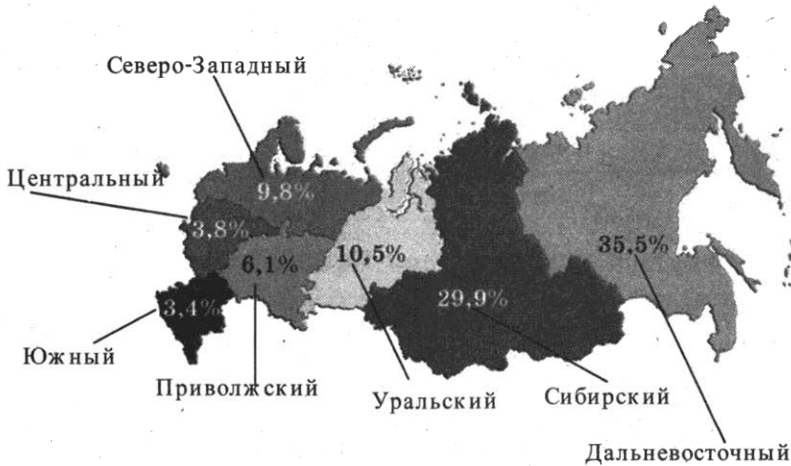 Северо-Западный
Центральный
9,8%
3,8%
6,1%
10,5%
35,5%
3,4%
29,9%
Южный
Приволжский
Уральский
Сибирский
Дальневосточный